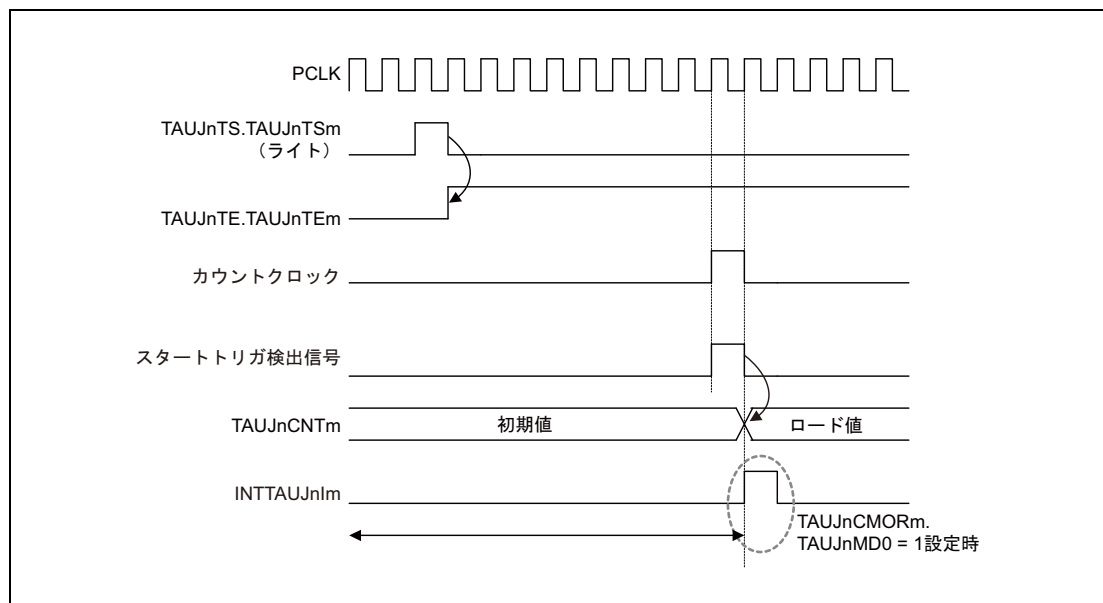 PCLK
TAUJnTS.TAUJnTSm
（ライト）
TAUJnTE.TAUJnTEm
カウントクロック
スタートトリガ検出信号
TAUJnCNTm
初期値
ロード値
INTTAUJnIm
TAUJnCMORm.
TAUJnMD0 = 1設定時